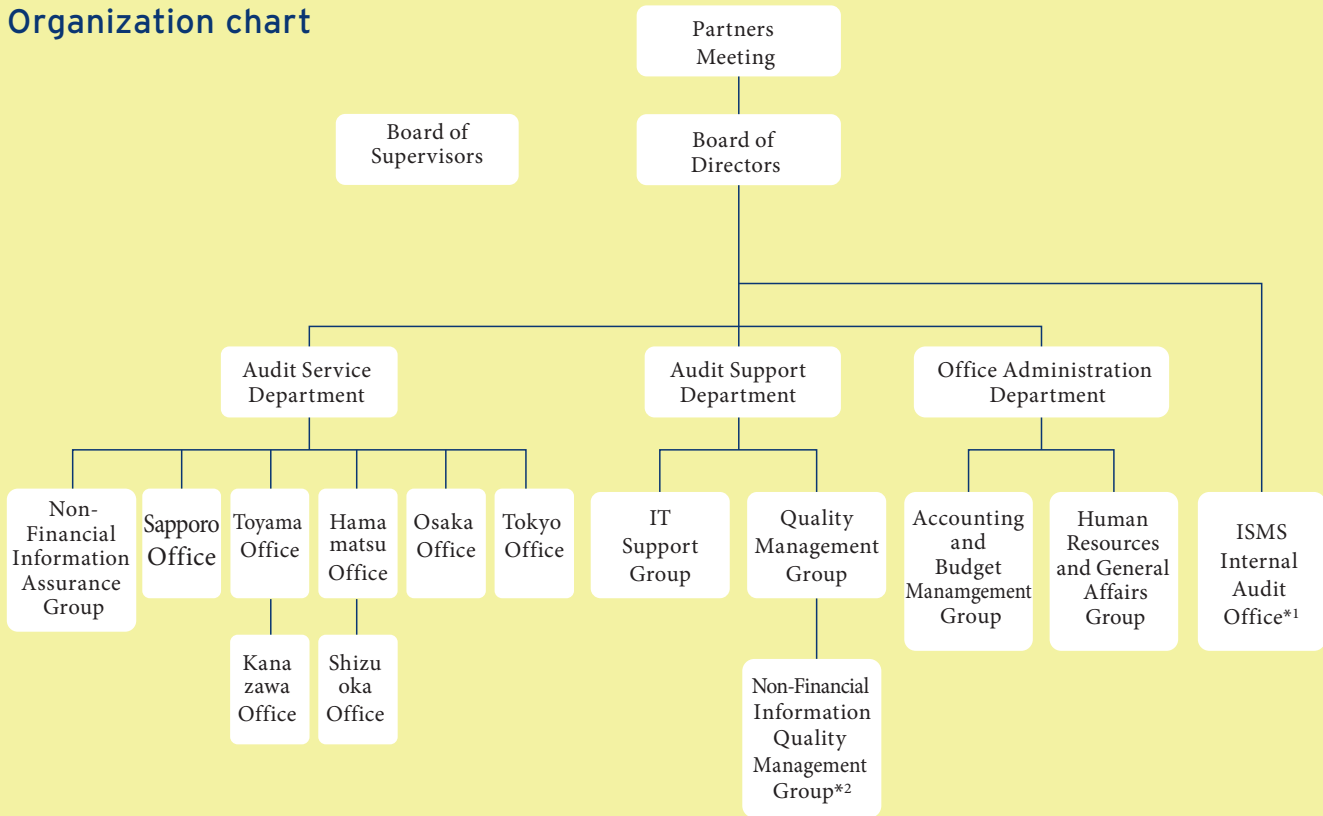 Organization chart
Partners
Meeting
Board of
Supervisors
Board of
Directors
Audit Service
Department
Audit Support
Department
Office Administration
Department
Non-
Financial
Information
Assurance
Group
Sapporo
Office
Toyama
Office
Hama
matsu
Office
Osaka
Office
Tokyo
Office
IT
Support
Group
Quality
Management
Group
Accounting
and
Budget
Manamgement
Group
Human
Resources
and General
Affairs
Group
ISMS
Internal
Audit
Office*1
Kana
zawa
Office
Shizu
oka
Office
Non-Financial
Information
Quality
Management
Group*2